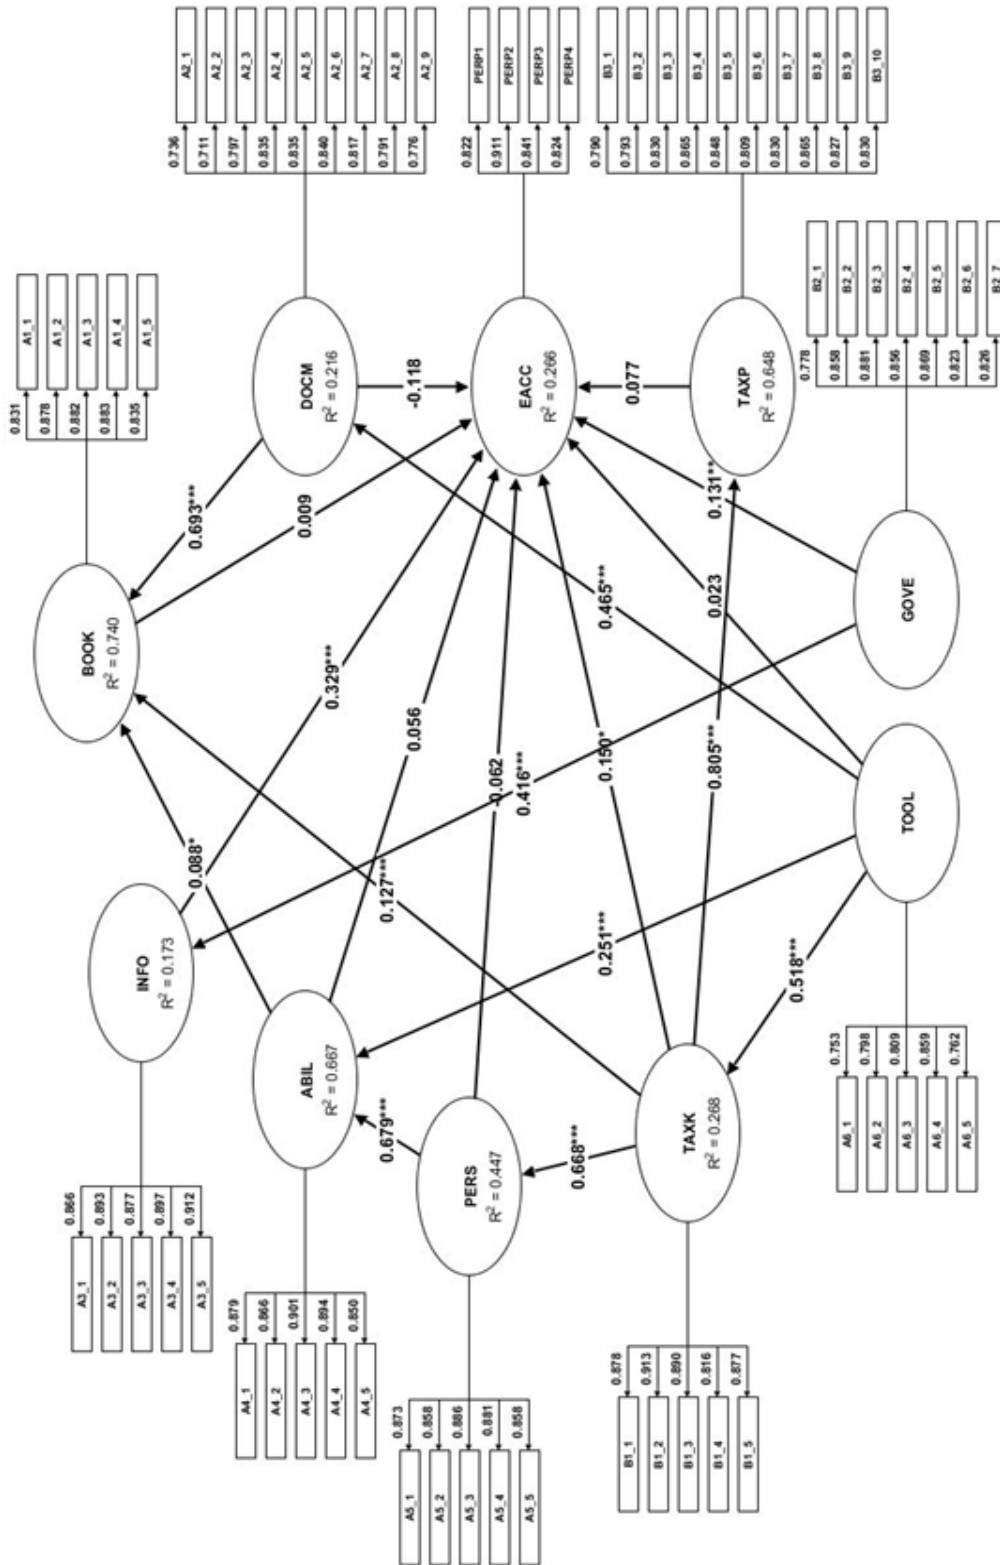 A3_1 0.866
A3_2 0.893
A3_3 0.877
A3_4 0.897
A3_5 0.912
INFO
R² = 0.173
A1_1 0.831
A1_2 0.878
A1_3 0.882
A1_4 0.883
A1_5 0.835
BOOK
R² = 0.740
A4_1 0.879
A4_2 0.866
A4_3 0.901
A4_4 0.894
A4_5 0.850
ABIL
R² = 0.667
0.088*
0.693***
0.736 A2_1
0.711 A2_2
0.797 A2_3
0.835 A2_4
0.835 A2_5
0.840 A2_6
0.817 A2_7
0.791 A2_8
0.776 A2_9
DOCM
R² = 0.216
0.009
0.329***
0.056
0.127***
0.679***
-0.118
A5_1 0.873
A5_2 0.858
A5_3 0.886
A5_4 0.881
A5_5 0.858
PERS
R² = 0.447
-0.062
0.416***
0.822 PERP1
0.911 PERP2
0.841 PERP3
0.824 PERP4
EACC
R² = 0.266
0.668***
0.251***
0.150*
0.465***
0.077
B1_1 0.878
B1_2 0.913
B1_3 0.890
B1_4 0.816
B1_5 0.877
TAXK
R² = 0.268
0.805***
0.023
0.131**
0.790 B3_1
0.793 B3_2
0.830 B3_3
0.865 B3_4
0.848 B3_5
0.809 B3_6
0.830 B3_7
0.865 B3_8
0.827 B3_9
0.830 B3_10
TAXP
R² = 0.648
0.518***
A6_1 0.753
A6_2 0.798
A6_3 0.809
A6_4 0.859
A6_5 0.762
TOOL
GOVE
0.778 B2_1
0.858 B2_2
0.881 B2_3
0.856 B2_4
0.869 B2_5
0.823 B2_6
0.826 B2_7